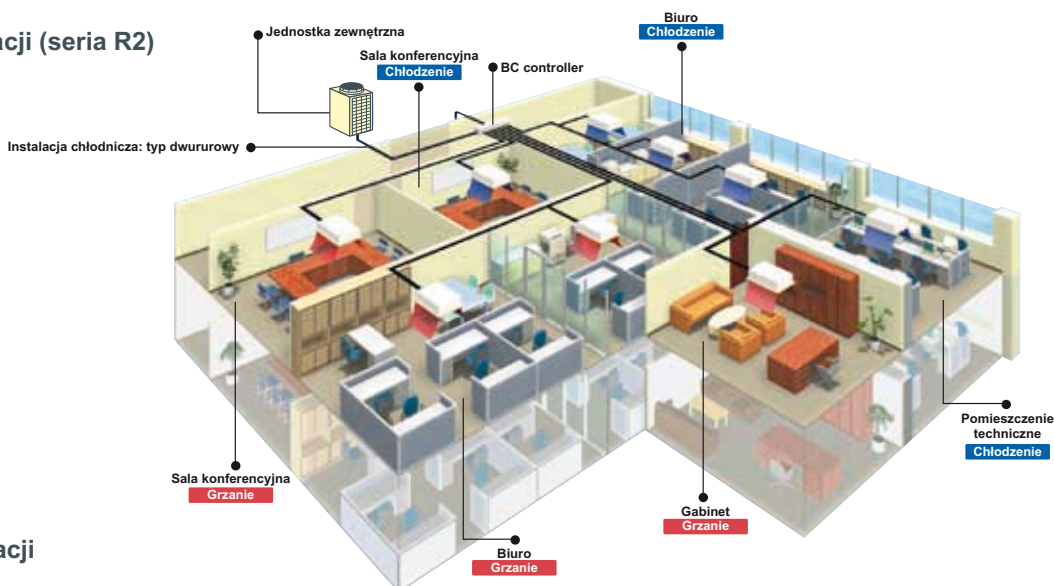 acji (seria R2)
Jednostka zewnętrzna
Sala konferencyjna
Chłodzenie
BC controller
Biuro
Chłodzenie
Instalacja chłodnicza: typ dwururowy
Pomieszczenie
techniczne
Chłodzenie
Sala konferencyjna
Grzanie
Gabinet
Grzanie
Biuro
Grzanie
acji